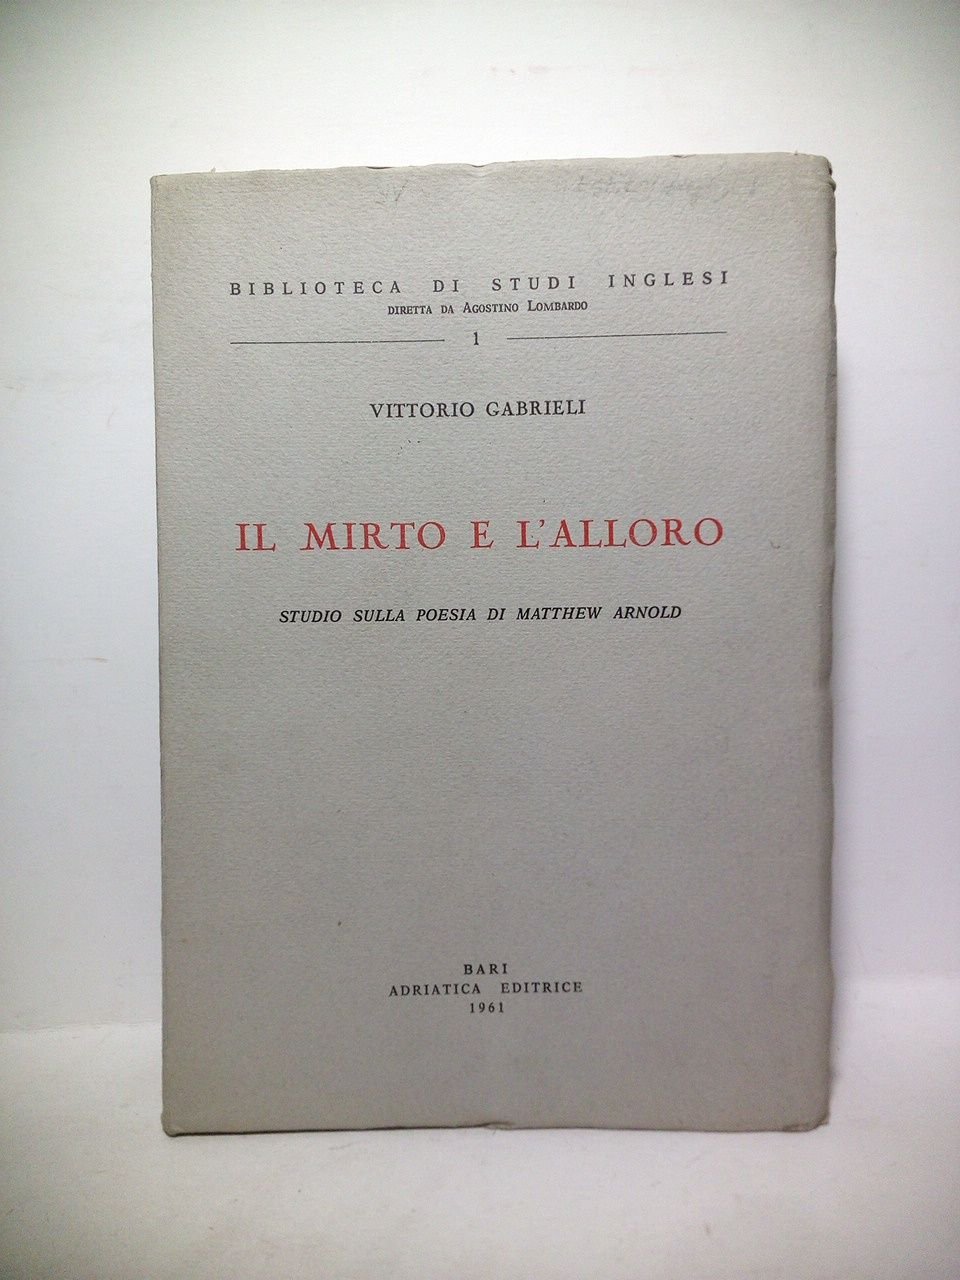 BIBLIOTECA DI STUDI INGLESI
DIRETTA DA AGOSTINO LOMBARDO
1
VITTORIO GABRIELI
IL MIRTO E L'ALLORO
STUDIO SULLA POESIA DI MATTHEW ARNOLD
BARI
ADRIATICA EDITRICE
1961